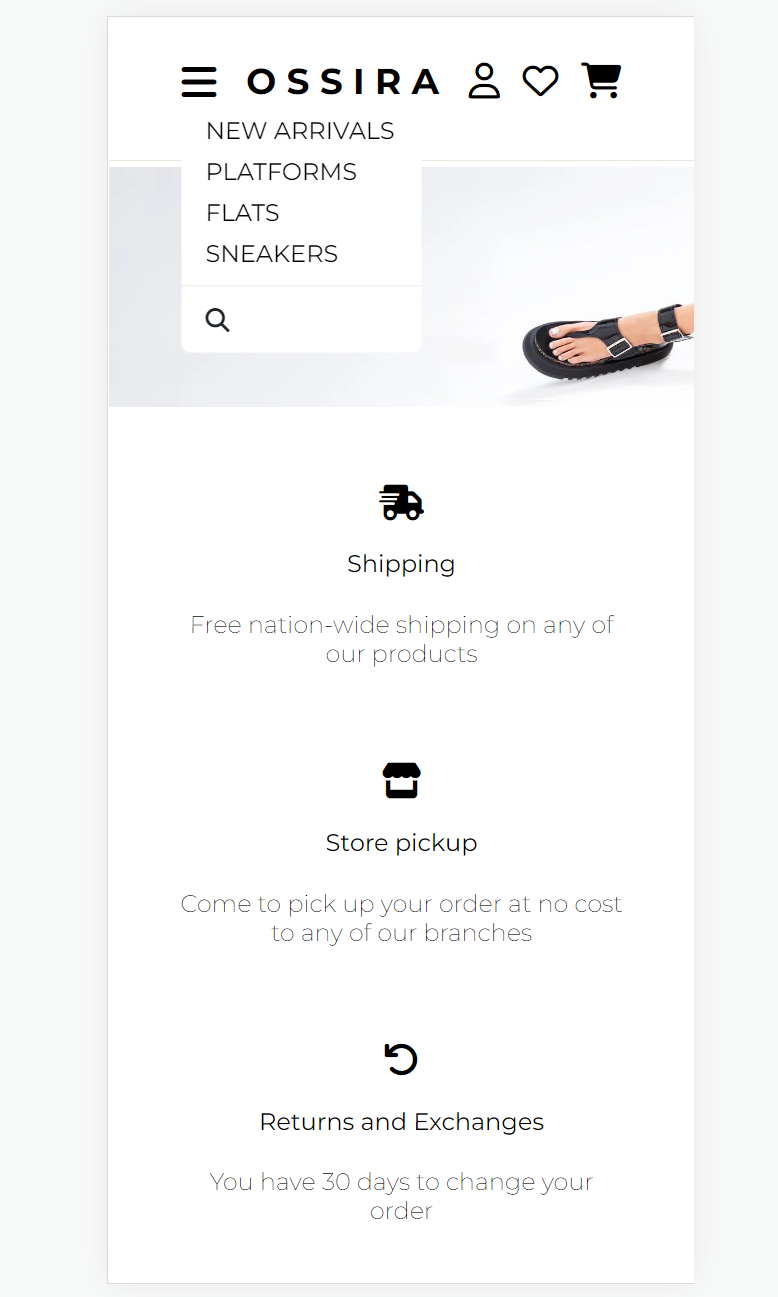 OSSIRA
NEW ARRIVALS
PLATFORMS
FLATS
SNEAKERS
Shipping
Free nation-wide shipping on any of
our products
Store pickup
Come to pick up your order at no cost
to any of our branches
Returns and Exchanges
You have 30 days to change your
order